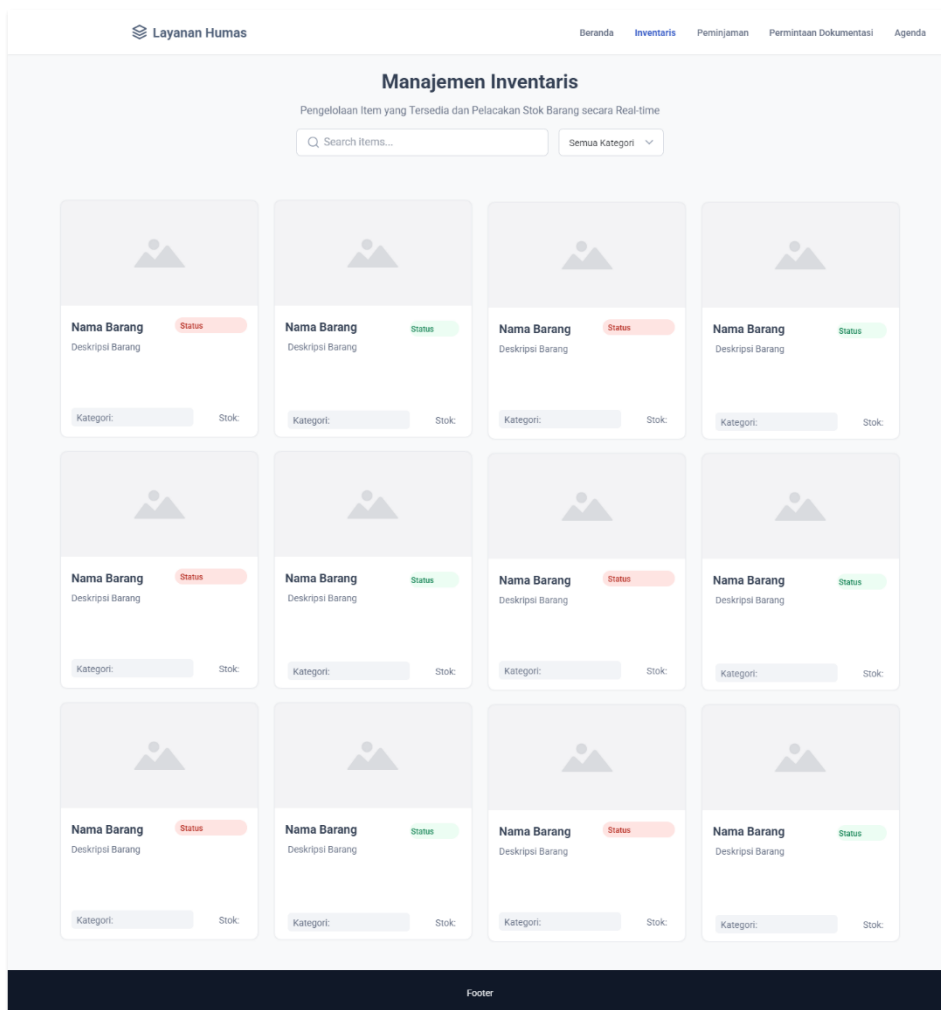 Layanan Humas
Beranda Inventaris Peminjaman Permintaan Dokumentasi Agenda
Manajemen Inventaris
Pengelolaan Item yang Tersedia dan Pelacakan Stok Barang secara Real-time
Search items...
Semua Kategori
Nama Barang Status
Deskripsi Barang
Kategori: Stok:
Nama Barang Status
Deskripsi Barang
Kategori: Stok:
Nama Barang Status
Deskripsi Barang
Kategori: Stok:
Nama Barang Status
Deskripsi Barang
Kategori: Stok:
Nama Barang Status
Deskripsi Barang
Kategori: Stok:
Nama Barang Status
Deskripsi Barang
Kategori: Stok:
Nama Barang Status
Deskripsi Barang
Kategori: Stok:
Nama Barang Status
Deskripsi Barang
Kategori: Stok:
Nama Barang Status
Deskripsi Barang
Kategori: Stok:
Nama Barang Status
Deskripsi Barang
Kategori: Stok:
Nama Barang Status
Deskripsi Barang
Kategori: Stok:
Nama Barang Status
Deskripsi Barang
Kategori: Stok:
Footer